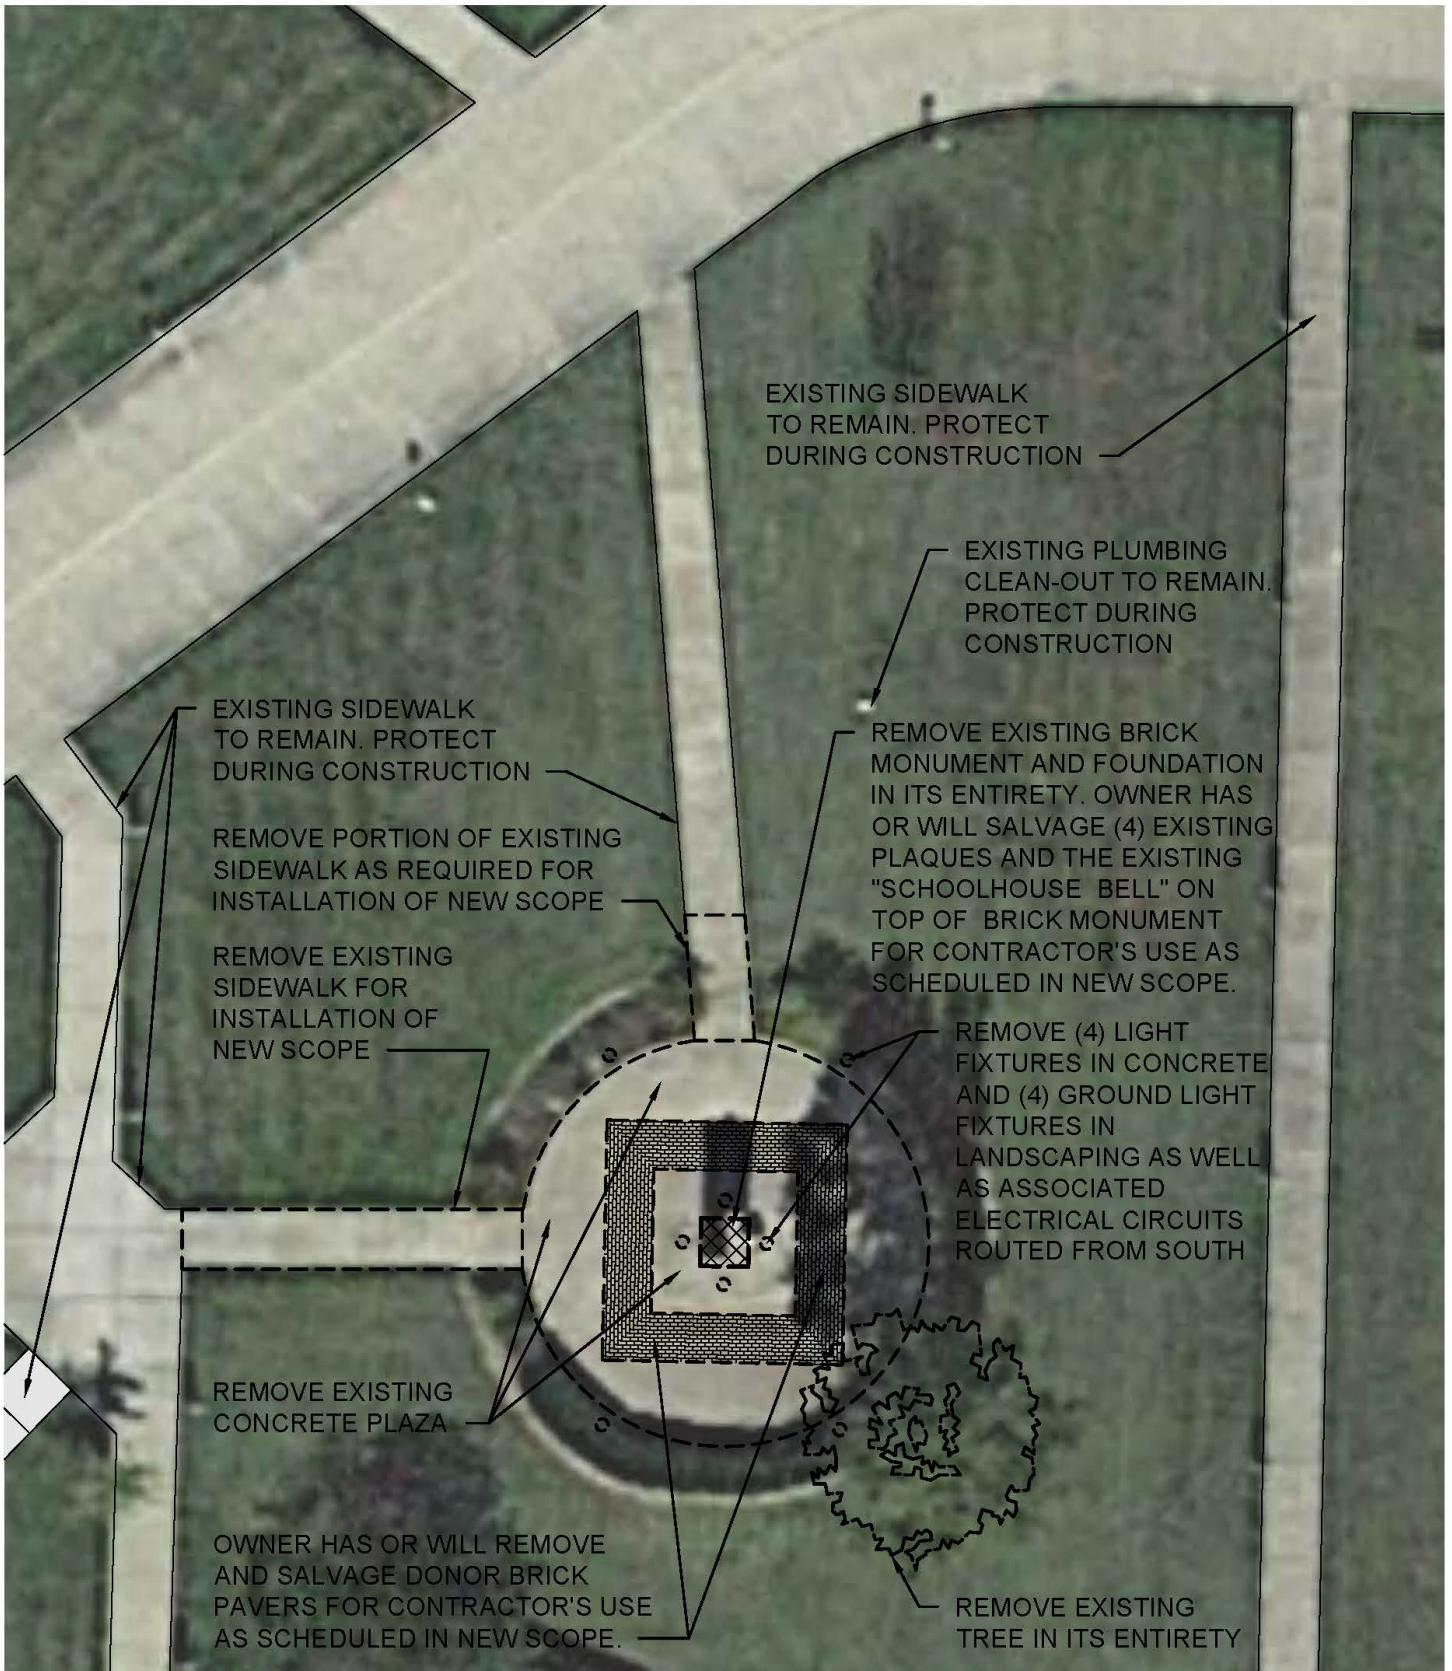 EXISTING SIDEWALK
TO REMAIN. PROTECT
DURING CONSTRUCTION
EXISTING PLUMBING
CLEAN-OUT TO REMAIN.
PROTECT DURING
CONSTRUCTION
EXISTING SIDEWALK
TO REMAIN. PROTECT
DURING CONSTRUCTION
REMOVE EXISTING BRICK
MONUMENT AND FOUNDATION
IN ITS ENTIRETY. OWNER HAS
OR WILL SALVAGE (4) EXISTING
PLAQUES AND THE EXISTING
"SCHOOLHOUSE BELL" ON
TOP OF BRICK MONUMENT
FOR CONTRACTOR'S USE AS
SCHEDULED IN NEW SCOPE.
REMOVE PORTION OF EXISTING
SIDEWALK AS REQUIRED FOR
INSTALLATION OF NEW SCOPE
REMOVE EXISTING
SIDEWALK FOR
INSTALLATION OF
NEW SCOPE
REMOVE (4) LIGHT
FIXTURES IN CONCRETE
AND (4) GROUND LIGHT
FIXTURES IN
LANDSCAPING AS WELL
AS ASSOCIATED
ELECTRICAL CIRCUITS
ROUTED FROM SOUTH
REMOVE EXISTING
CONCRETE PLAZA
OWNER HAS OR WILL REMOVE
AND SALVAGE DONOR BRICK
PAVERS FOR CONTRACTOR'S USE
AS SCHEDULED IN NEW SCOPE.
REMOVE EXISTING
TREE IN ITS ENTIRETY